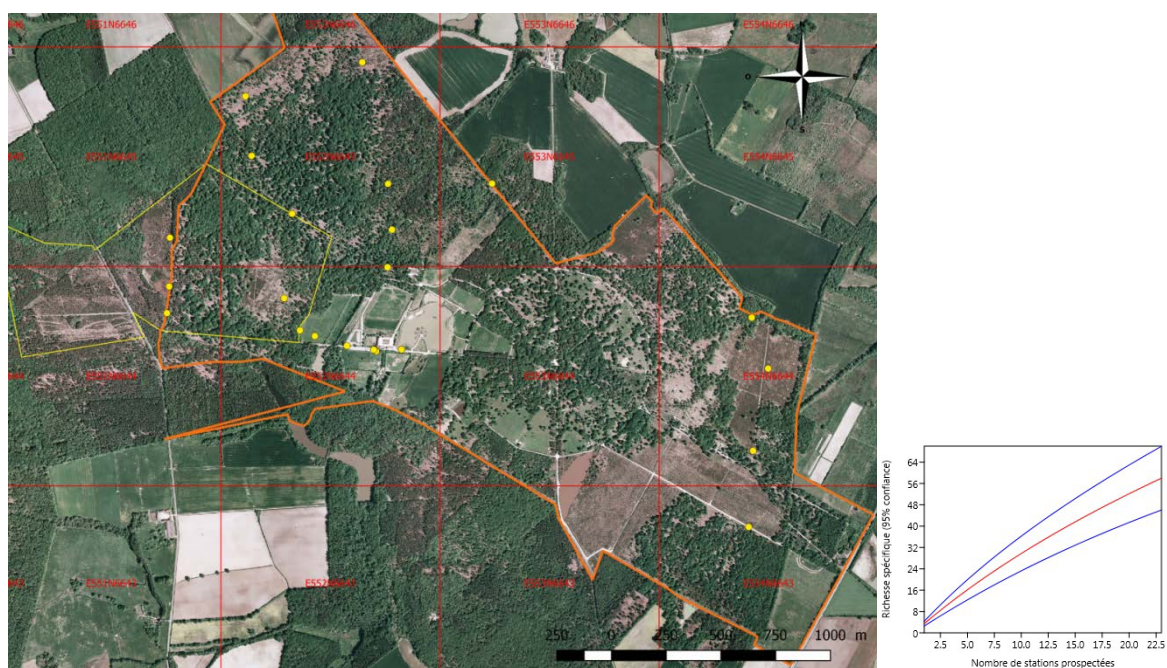 E551N6646 E552N6646 E553N6646 E554N6646
N
O E
S
E551N6645 E552N6645 E553N6645 E554N6645
E551N6644 E552N6644 E553N6644 E554N6644
E551N6643 E552N6643 E553N6643 E554N6643
250 0 250 500 750 1000 m
Richesse spécifique (95% confiance)
64
56
48
40
32
24
16
8
0
2.5 5.0 7.5 10.0 12.5 15.0 17.5 20.0 22.5
Nombre de stations prospectées